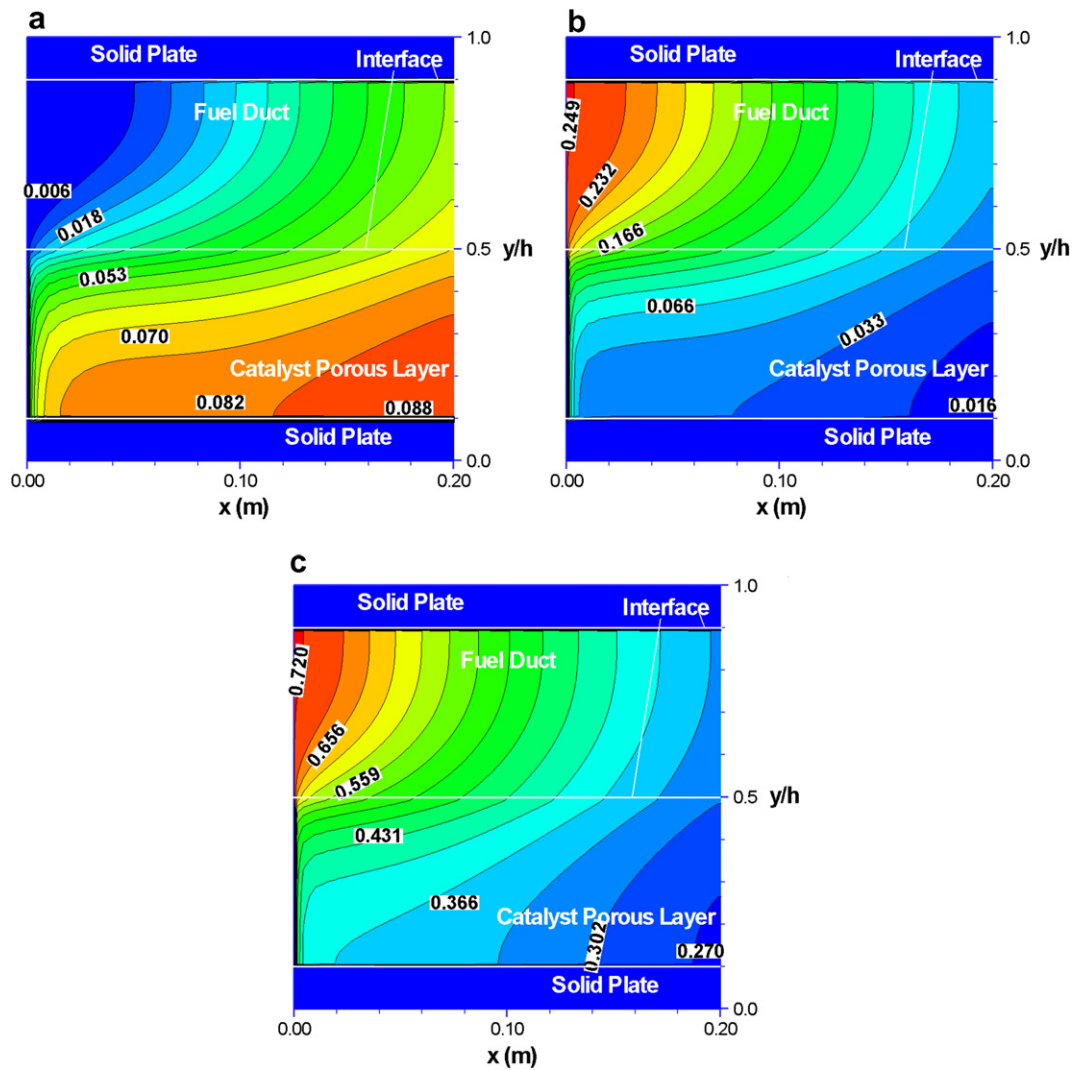 a
Solid Plate
Interface
Fuel Duct
0.006
0.018
0.053
0.070
Catalyst Porous Layer
0.082
0.088
Solid Plate
1.0
0.5
y/h
0.0
0.00
0.10
0.20
x (m)
b
Solid Plate
Interface
Fuel Duct
0.249
0.232
0.166
0.066
0.033
Catalyst Porous Layer
0.016
Solid Plate
1.0
0.5
y/h
0.0
0.00
0.10
0.20
x (m)
c
Solid Plate
Interface
Fuel Duct
0.720
0.656
0.559
0.431
0.366
Catalyst Porous Layer
0.302
0.270
Solid Plate
1.0
0.5
y/h
0.0
0.00
0.10
0.20
x (m)